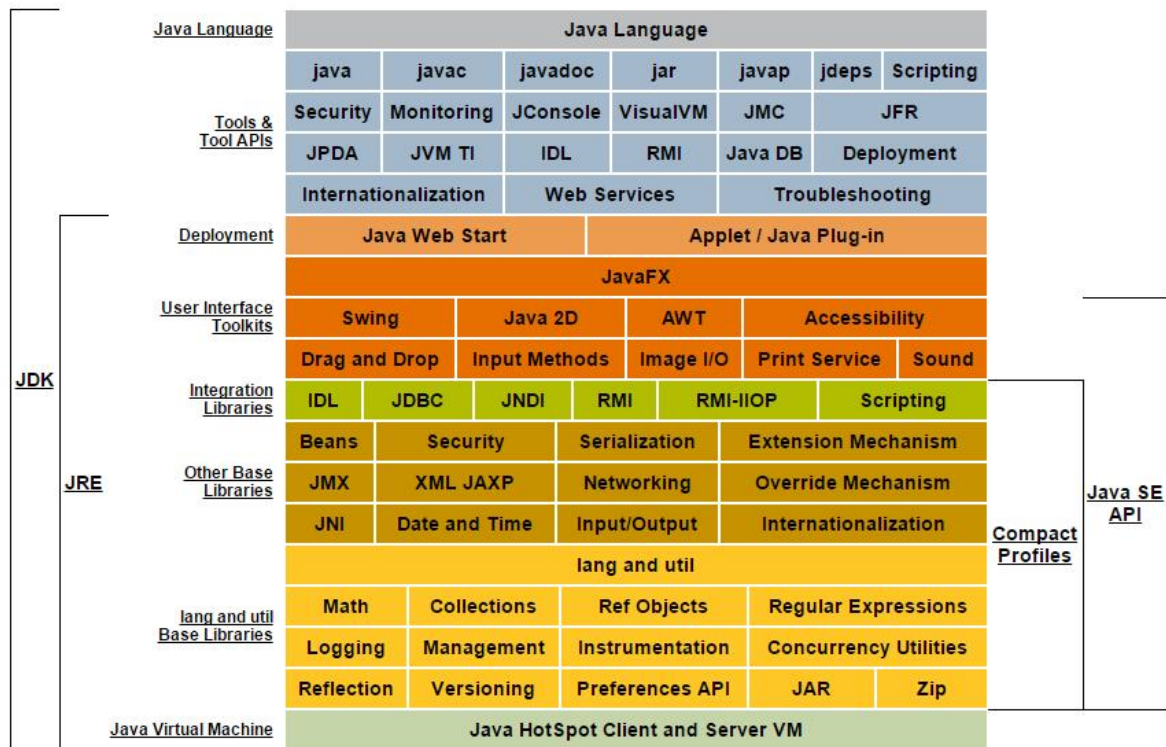 Java Language
Java Language
java javac javadoc jar javap jdeps Scripting
Security Monitoring JConsole VisualVM JMC JFR
Tools &
Tool APIs
JPDA JVM TI IDL RMI Java DB Deployment
Internationalization Web Services Troubleshooting
Deployment
Java Web Start Applet / Java Plug-in
JavaFX
User Interface
Toolkits
Swing Java 2D AWT Accessibility
Drag and Drop Input Methods Image I/O Print Service Sound
JDK
Integration
Libraries
IDL JDBC JNDI RMI RMI-IIOP Scripting
Beans Security Serialization Extension Mechanism
JRE
Other Base
Libraries
JMX XML JAXP Networking Override Mechanism
Java SE
API
JNI Date and Time Input/Output Internationalization
Compact
Profiles
lang and util
lang and util
Base Libraries
Math Collections Ref Objects Regular Expressions
Logging Management Instrumentation Concurrency Utilities
Reflection Versioning Preferences API JAR Zip
Java Virtual Machine
Java HotSpot Client and Server VM